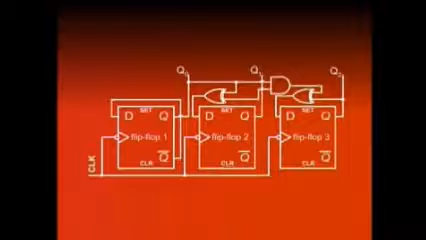 Q₀ Q₁ Q₂
SET SET SET
D Q D Q D Q
flip-flop 1 flip-flop 2 flip-flop 3
Q̅ Q̅ Q̅
CLR CLR CLR
CLK